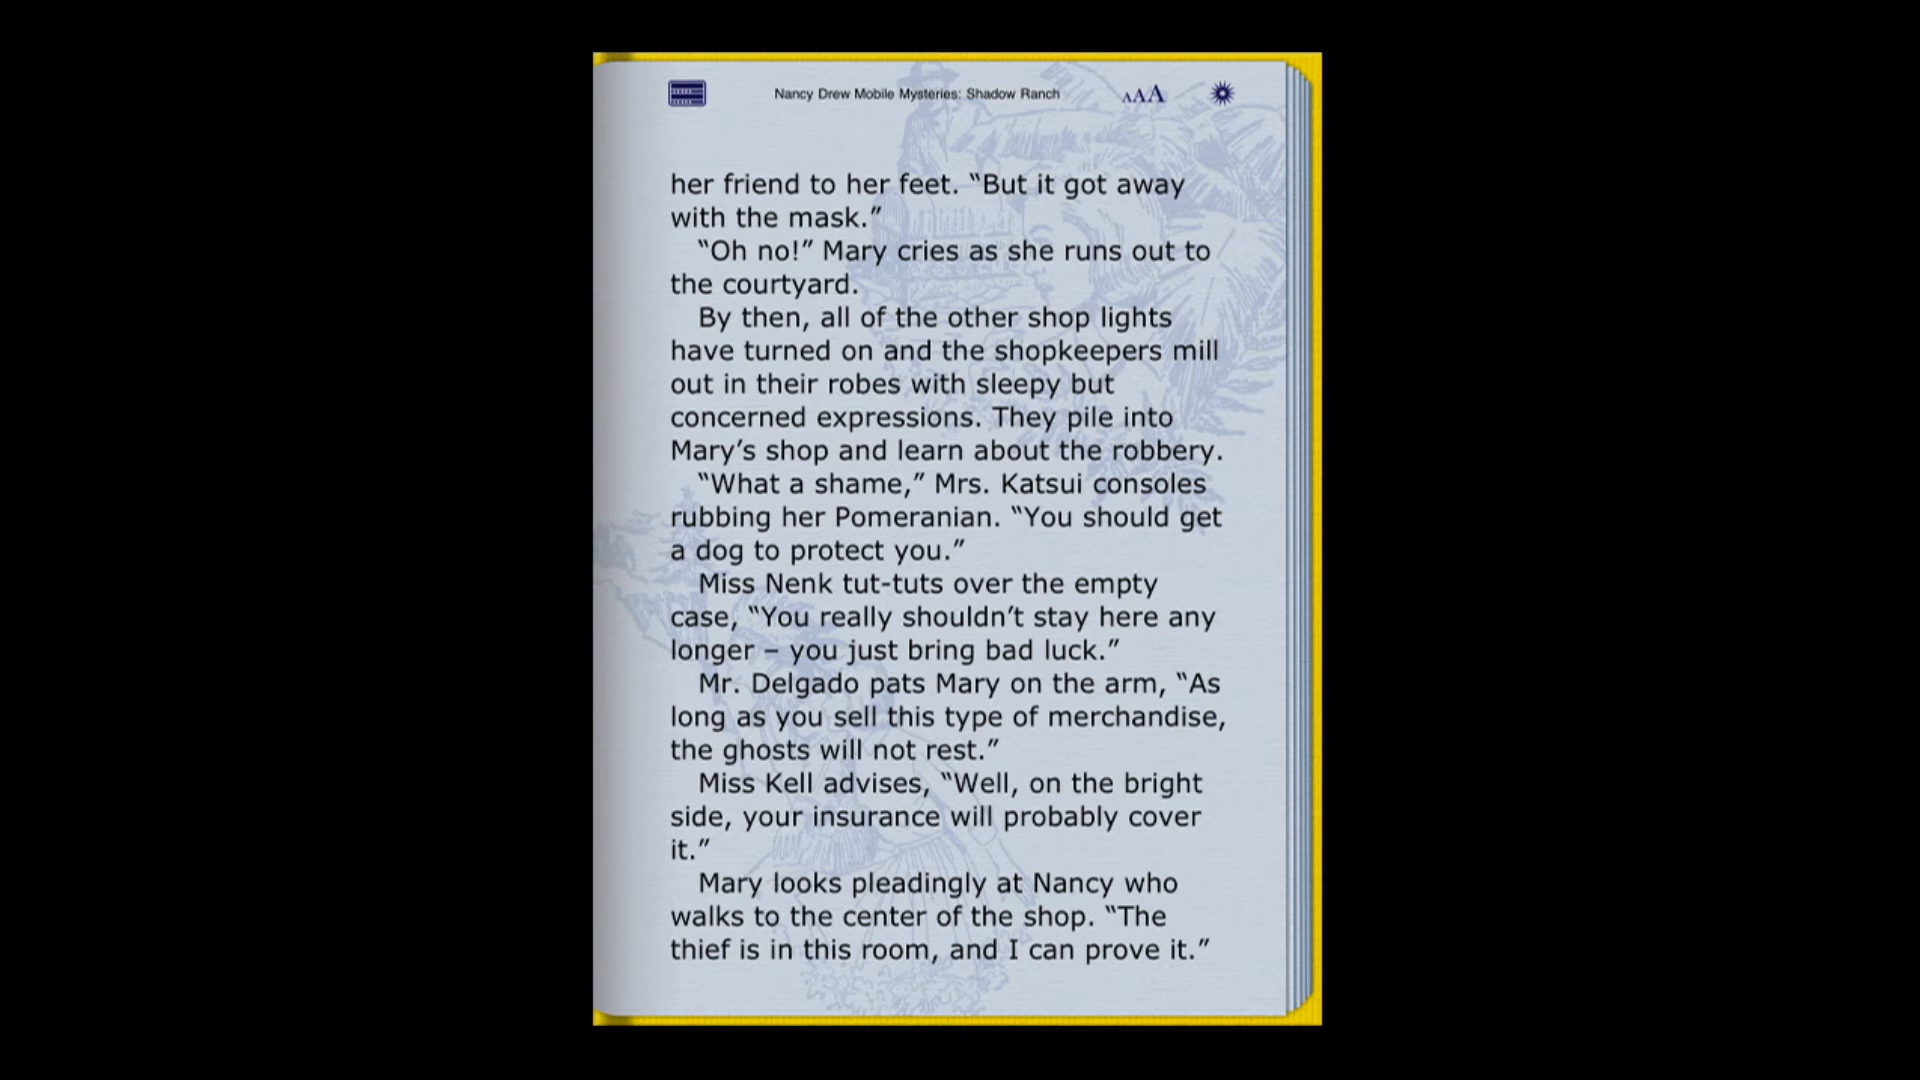 Nancy Drew Mobile Mysteries: Shadow Ranch
AAA
her friend to her feet. “But it got away
with the mask.”
“Oh no!” Mary cries as she runs out to
the courtyard.
By then, all of the other shop lights
have turned on and the shopkeepers mill
out in their robes with sleepy but
concerned expressions. They pile into
Mary’s shop and learn about the robbery.
“What a shame,” Mrs. Katsui consoles
rubbing her Pomeranian. “You should get
a dog to protect you.”
Miss Nenk tut-tuts over the empty
case, “You really shouldn’t stay here any
longer – you just bring bad luck.”
Mr. Delgado pats Mary on the arm, “As
long as you sell this type of merchandise,
the ghosts will not rest.”
Miss Kell advises, “Well, on the bright
side, your insurance will probably cover
it.”
Mary looks pleadingly at Nancy who
walks to the center of the shop. “The
thief is in this room, and I can prove it.”